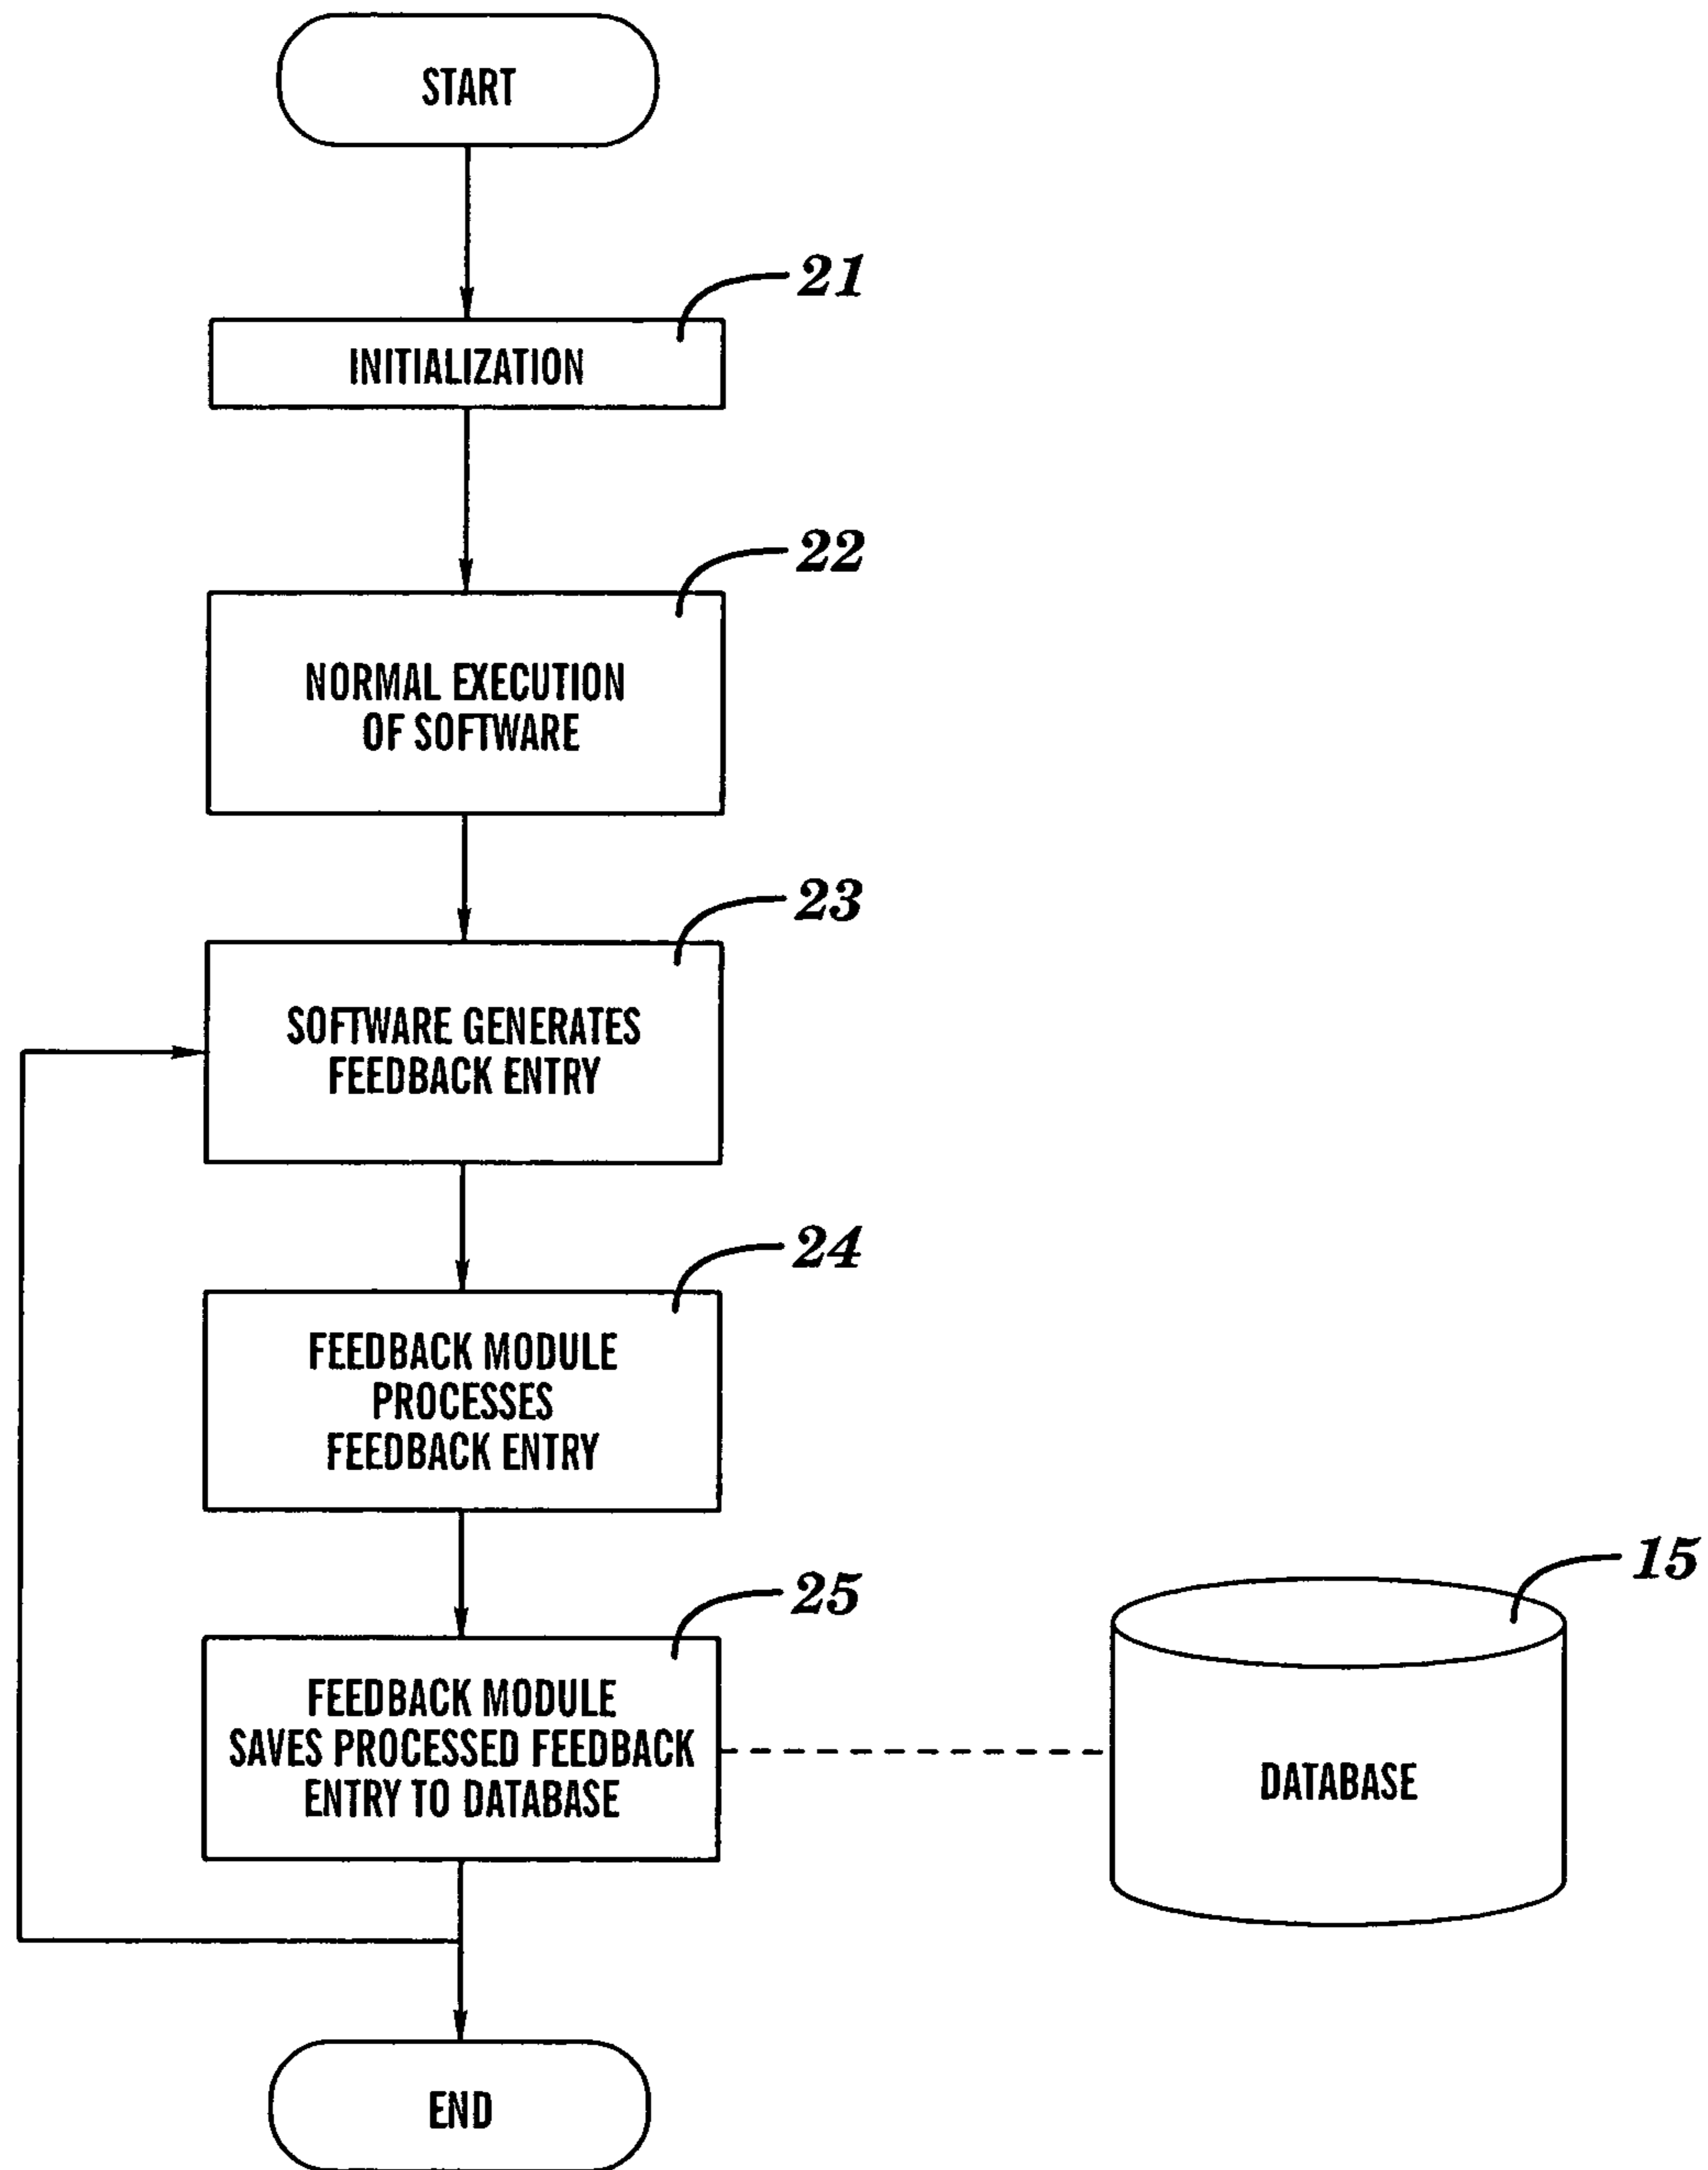 START
21
INITIALIZATION
22
NORMAL EXECUTION
OF SOFTWARE
23
SOFTWARE GENERATES
FEEDBACK ENTRY
24
FEEDBACK MODULE
PROCESSES
FEEDBACK ENTRY
25
FEEDBACK MODULE
SAVES PROCESSED FEEDBACK
ENTRY TO DATABASE
15
DATABASE
END